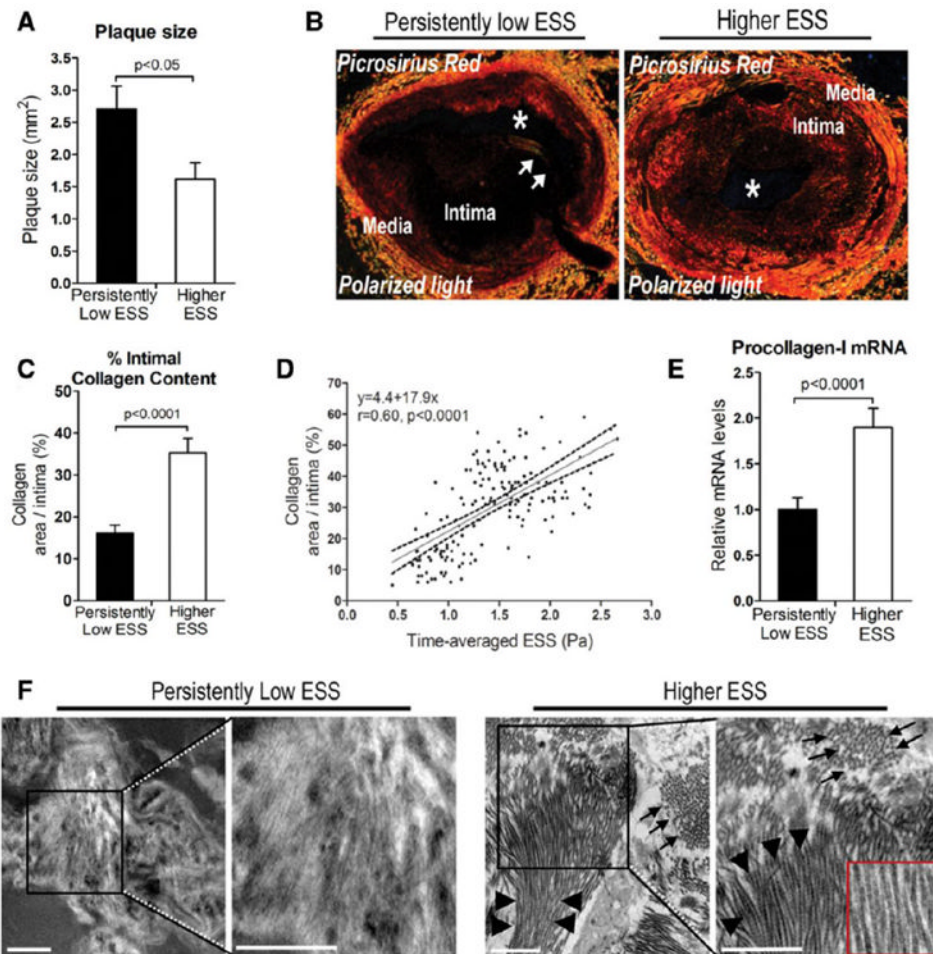 A
Plaque size
p<0.05
Plaque size (mm2)
3.5
3.0
2.5
2.0
1.5
1.0
0.5
0.0
Persistently
Low ESS
Higher
ESS
B
Persistently low ESS
Higher ESS
Picrosirius Red
*
Intima
Media
Polarized light
Picrosirius Red
Media
Intima
*
Polarized light
C
% Intimal
Collagen Content
p<0.0001
Collagen
area / intima (%)
50
40
30
20
10
0
Persistently
Low ESS
Higher
ESS
D
y=4.4+17.9x
r=0.60, p<0.0001
Collagen
area / intima (%)
70
60
50
40
30
20
10
0
0.0
0.5
1.0
1.5
2.0
2.5
3.0
Time-averaged ESS (Pa)
E
Procollagen-I mRNA
p<0.0001
Relative mRNA levels
2.5
2.0
1.5
1.0
0.5
0.0
Persistently
Low ESS
Higher
ESS
F
Persistently Low ESS
Higher ESS